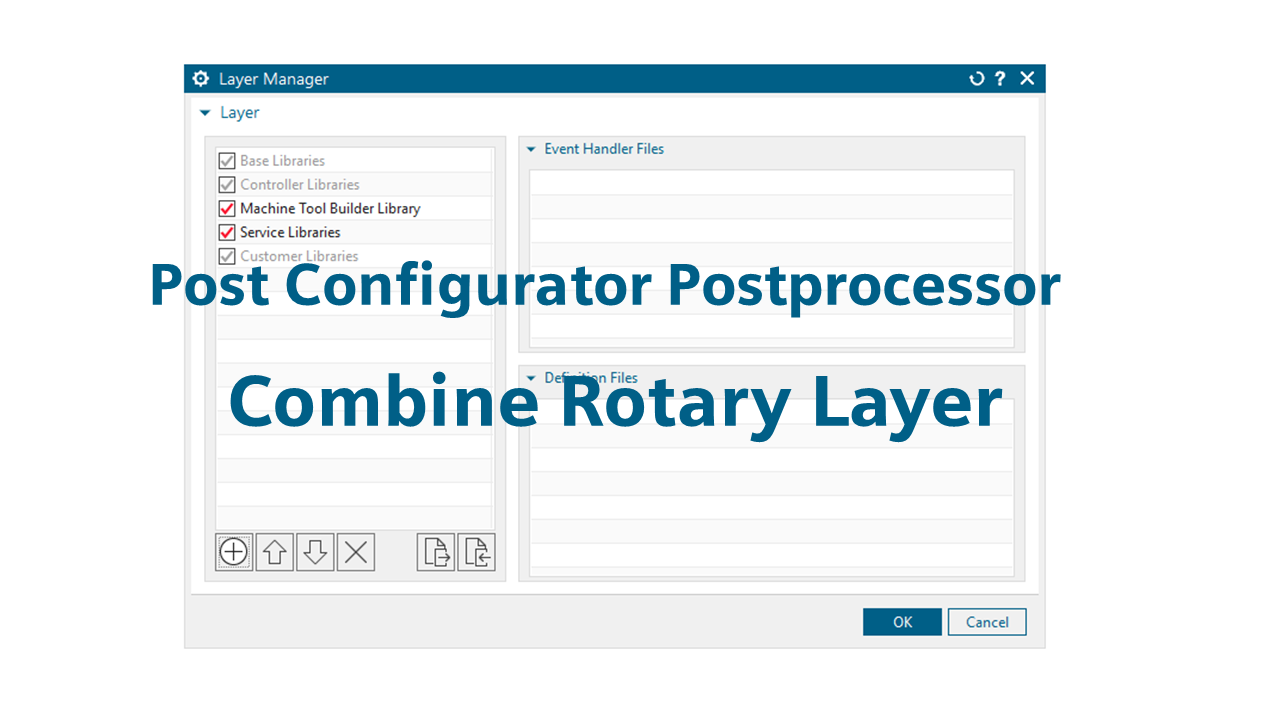 Layer Manager
Layer
Base Libraries
Controller Libraries
Machine Tool Builder Library
Service Libraries
Customer Libraries
Event Handler Files
Post Configurator Postprocessor
Definition Files
Combine Rotary Layer
OK
Cancel